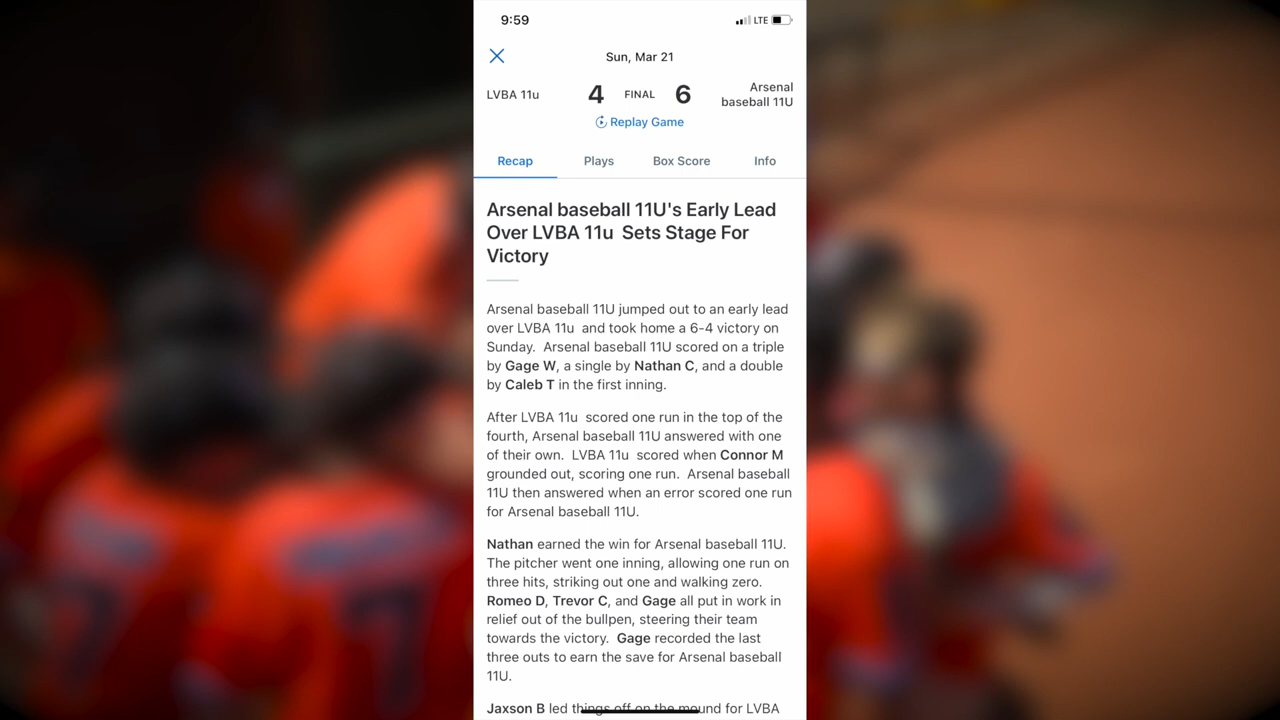 9:59
LTE
Sun, Mar 21
LVBA 11u
4
FINAL
6
Arsenal
baseball 11U
Replay Game
Recap Plays Box Score Info
Arsenal baseball 11U's Early Lead
Over LVBA 11u Sets Stage For
Victory
Arsenal baseball 11U jumped out to an early lead
over LVBA 11u and took home a 6-4 victory on
Sunday. Arsenal baseball 11U scored on a triple
by Gage W, a single by Nathan C, and a double
by Caleb T in the first inning.
After LVBA 11u scored one run in the top of the
fourth, Arsenal baseball 11U answered with one
of their own. LVBA 11u scored when Connor M
grounded out, scoring one run. Arsenal baseball
11U then answered when an error scored one run
for Arsenal baseball 11U.
Nathan earned the win for Arsenal baseball 11U.
The pitcher went one inning, allowing one run on
three hits, striking out one and walking zero.
Romeo D, Trevor C, and Gage all put in work in
relief out of the bullpen, steering their team
towards the victory. Gage recorded the last
three outs to earn the save for Arsenal baseball
11U.
Jaxson B led things off on the mound for LVBA